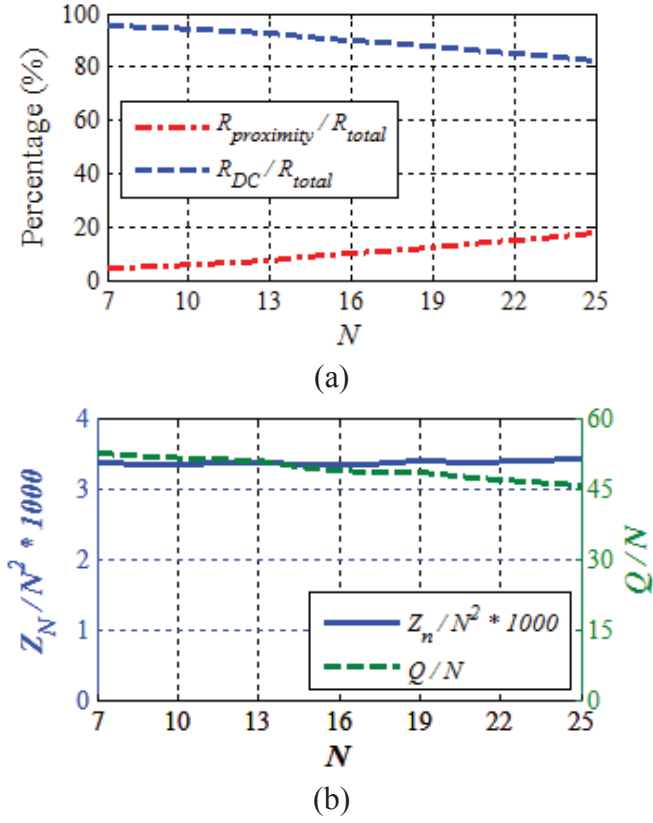 100
80
60
40
20
0
Percentage (%)
R_proximity / R_total
R_DC / R_total
7 10 13 16 19 22 25
N
(a)
4 60
3 45
2 30
1 15
0 0
Z_N / N^2 * 1000
Q/N
Z_n / N^2 * 1000
Q/N
7 10 13 16 19 22 25
N
(b)